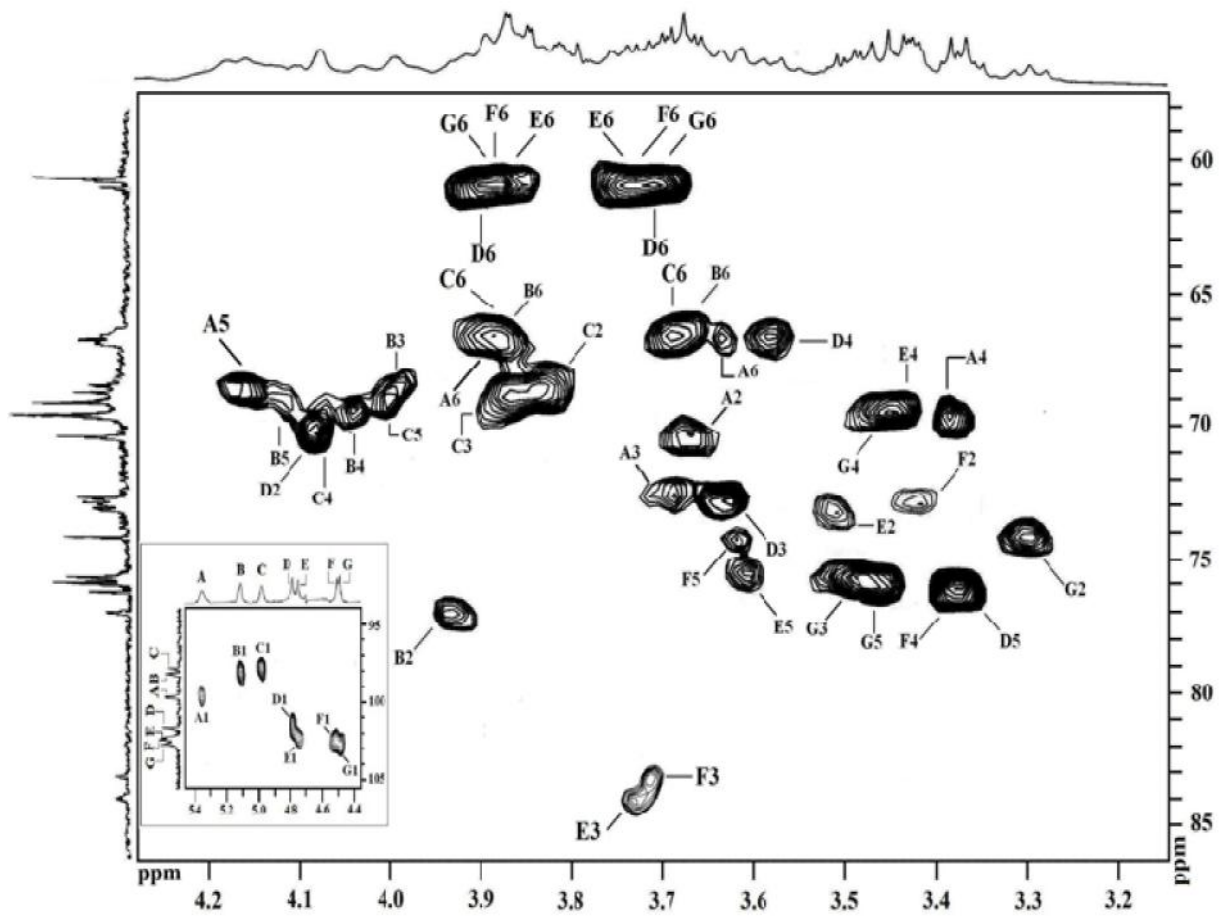 G6 F6 E6 E6 F6 G6
60
D6 D6
C6 C6 B6
B6
65
A5 B3 C2 D4
E4 A4
A6 A6
A2
C3 C5
70
B5 B4 A3 G4 F2
D2 C4
E2
D3
F5
75
G2
E5 G3 G5 F4 D5
B2
80
F3
E3
85
A B C D E F G
95
B1 C1
100
A1 D1 F1
E1 G1
105
C
A B
D
E
F
G
5.4 5.2 5.0 4.8 4.6 4.4
ppm
ppm 4.2 4.1 4.0 3.9 3.8 3.7 3.6 3.5 3.4 3.3 3.2